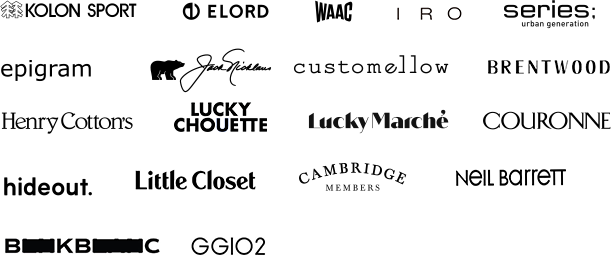 KOLON SPORT
ELORD
WAAC
IRO
series;
urban generation
epigram
Jack Nicklaus
customellow
BRENTWOOD
Henry Cotton's
LUCKY
CHOUETTE
Lucky Marché
COURONNE
hideout.
Little Closet
CAMBRIDGE
MEMBERS
NEIL BARRETT
GGIO2